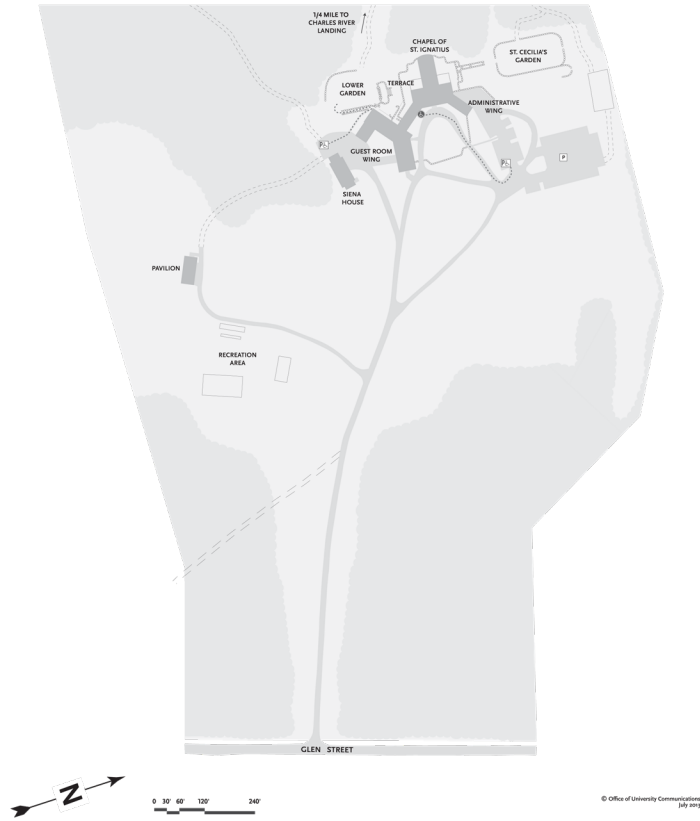 1/4 MILE TO
CHARLES RIVER
LANDING
CHAPEL OF
ST. IGNATIUS
ST. CECILIA'S
GARDEN
TERRACE
LOWER
GARDEN
ADMINISTRATIVE
WING
GUEST ROOM
WING
P
P
P
SIENA
HOUSE
PAVILION
RECREATION
AREA
GLEN STREET
N
0 30' 60' 120' 240'
© Office of University Communications
July 2013